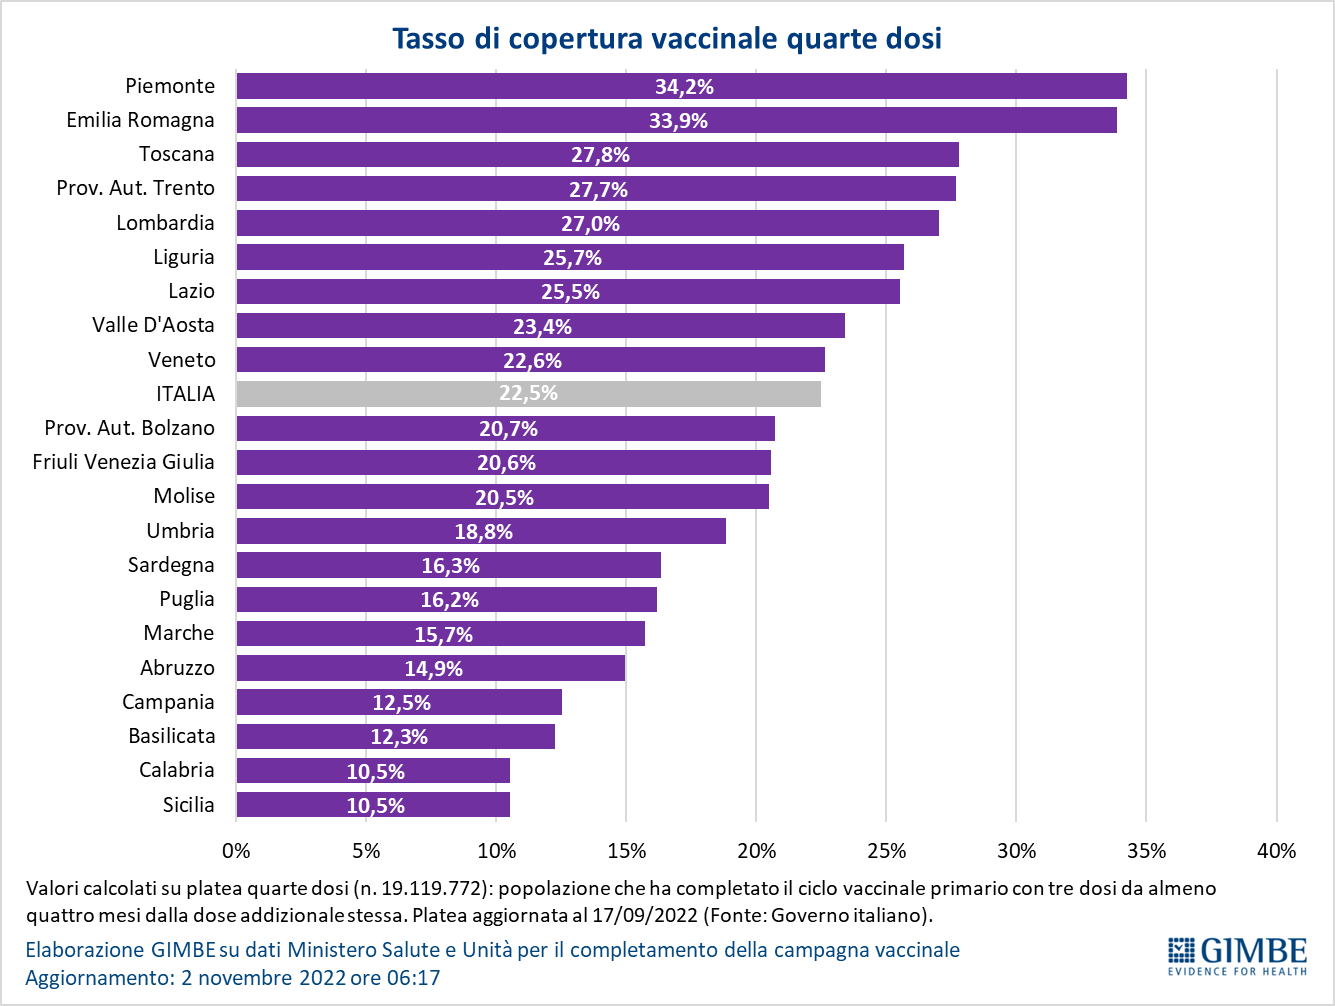 Tasso di copertura vaccinale quarte dosi
Piemonte 34,2%
Emilia Romagna 33,9%
Toscana 27,8%
Prov. Aut. Trento 27,7%
Lombardia 27,0%
Liguria 25,7%
Lazio 25,5%
Valle D'Aosta 23,4%
Veneto 22,6%
ITALIA 22,5%
Prov. Aut. Bolzano 20,7%
Friuli Venezia Giulia 20,6%
Molise 20,5%
Umbria 18,8%
Sardegna 16,3%
Puglia 16,2%
Marche 15,7%
Abruzzo 14,9%
Campania 12,5%
Basilicata 12,3%
Calabria 10,5%
Sicilia 10,5%
0% 5% 10% 15% 20% 25% 30% 35% 40%
Valori calcolati su platea quarte dosi (n. 19.119.772): popolazione che ha completato il ciclo vaccinale primario con tre dosi da almeno
quattro mesi dalla dose addizionale stessa. Platea aggiornata al 17/09/2022 (Fonte: Governo italiano).
Elaborazione GIMBE su dati Ministero Salute e Unità per il completamento della campagna vaccinale
Aggiornamento: 2 novembre 2022 ore 06:17
GIMBE
EVIDENCE FOR HEALTH